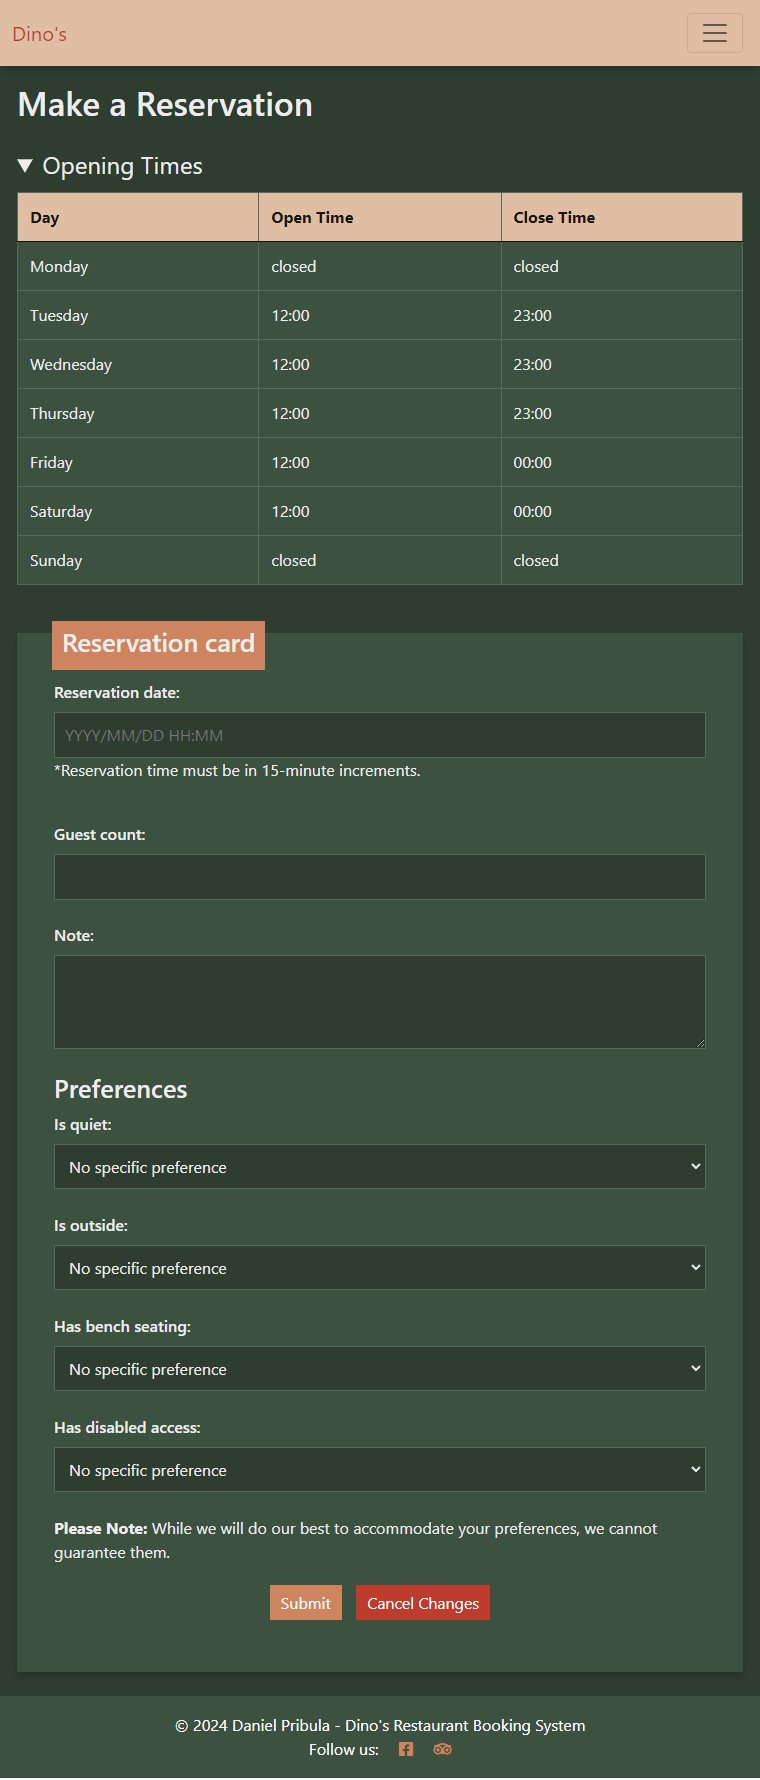 Dino's
Make a Reservation
▼ Opening Times
Day Open Time Close Time
Monday closed closed
Tuesday 12:00 23:00
Wednesday 12:00 23:00
Thursday 12:00 23:00
Friday 12:00 00:00
Saturday 12:00 00:00
Sunday closed closed
Reservation card
Reservation date:
YYYY/MM/DD HH:MM
*Reservation time must be in 15-minute increments.
Guest count:
Note:
Preferences
Is quiet:
No specific preference
Is outside:
No specific preference
Has bench seating:
No specific preference
Has disabled access:
No specific preference
Please Note: While we will do our best to accommodate your preferences, we cannot
guarantee them.
Submit Cancel Changes
© 2024 Daniel Pribula - Dino's Restaurant Booking System
Follow us: